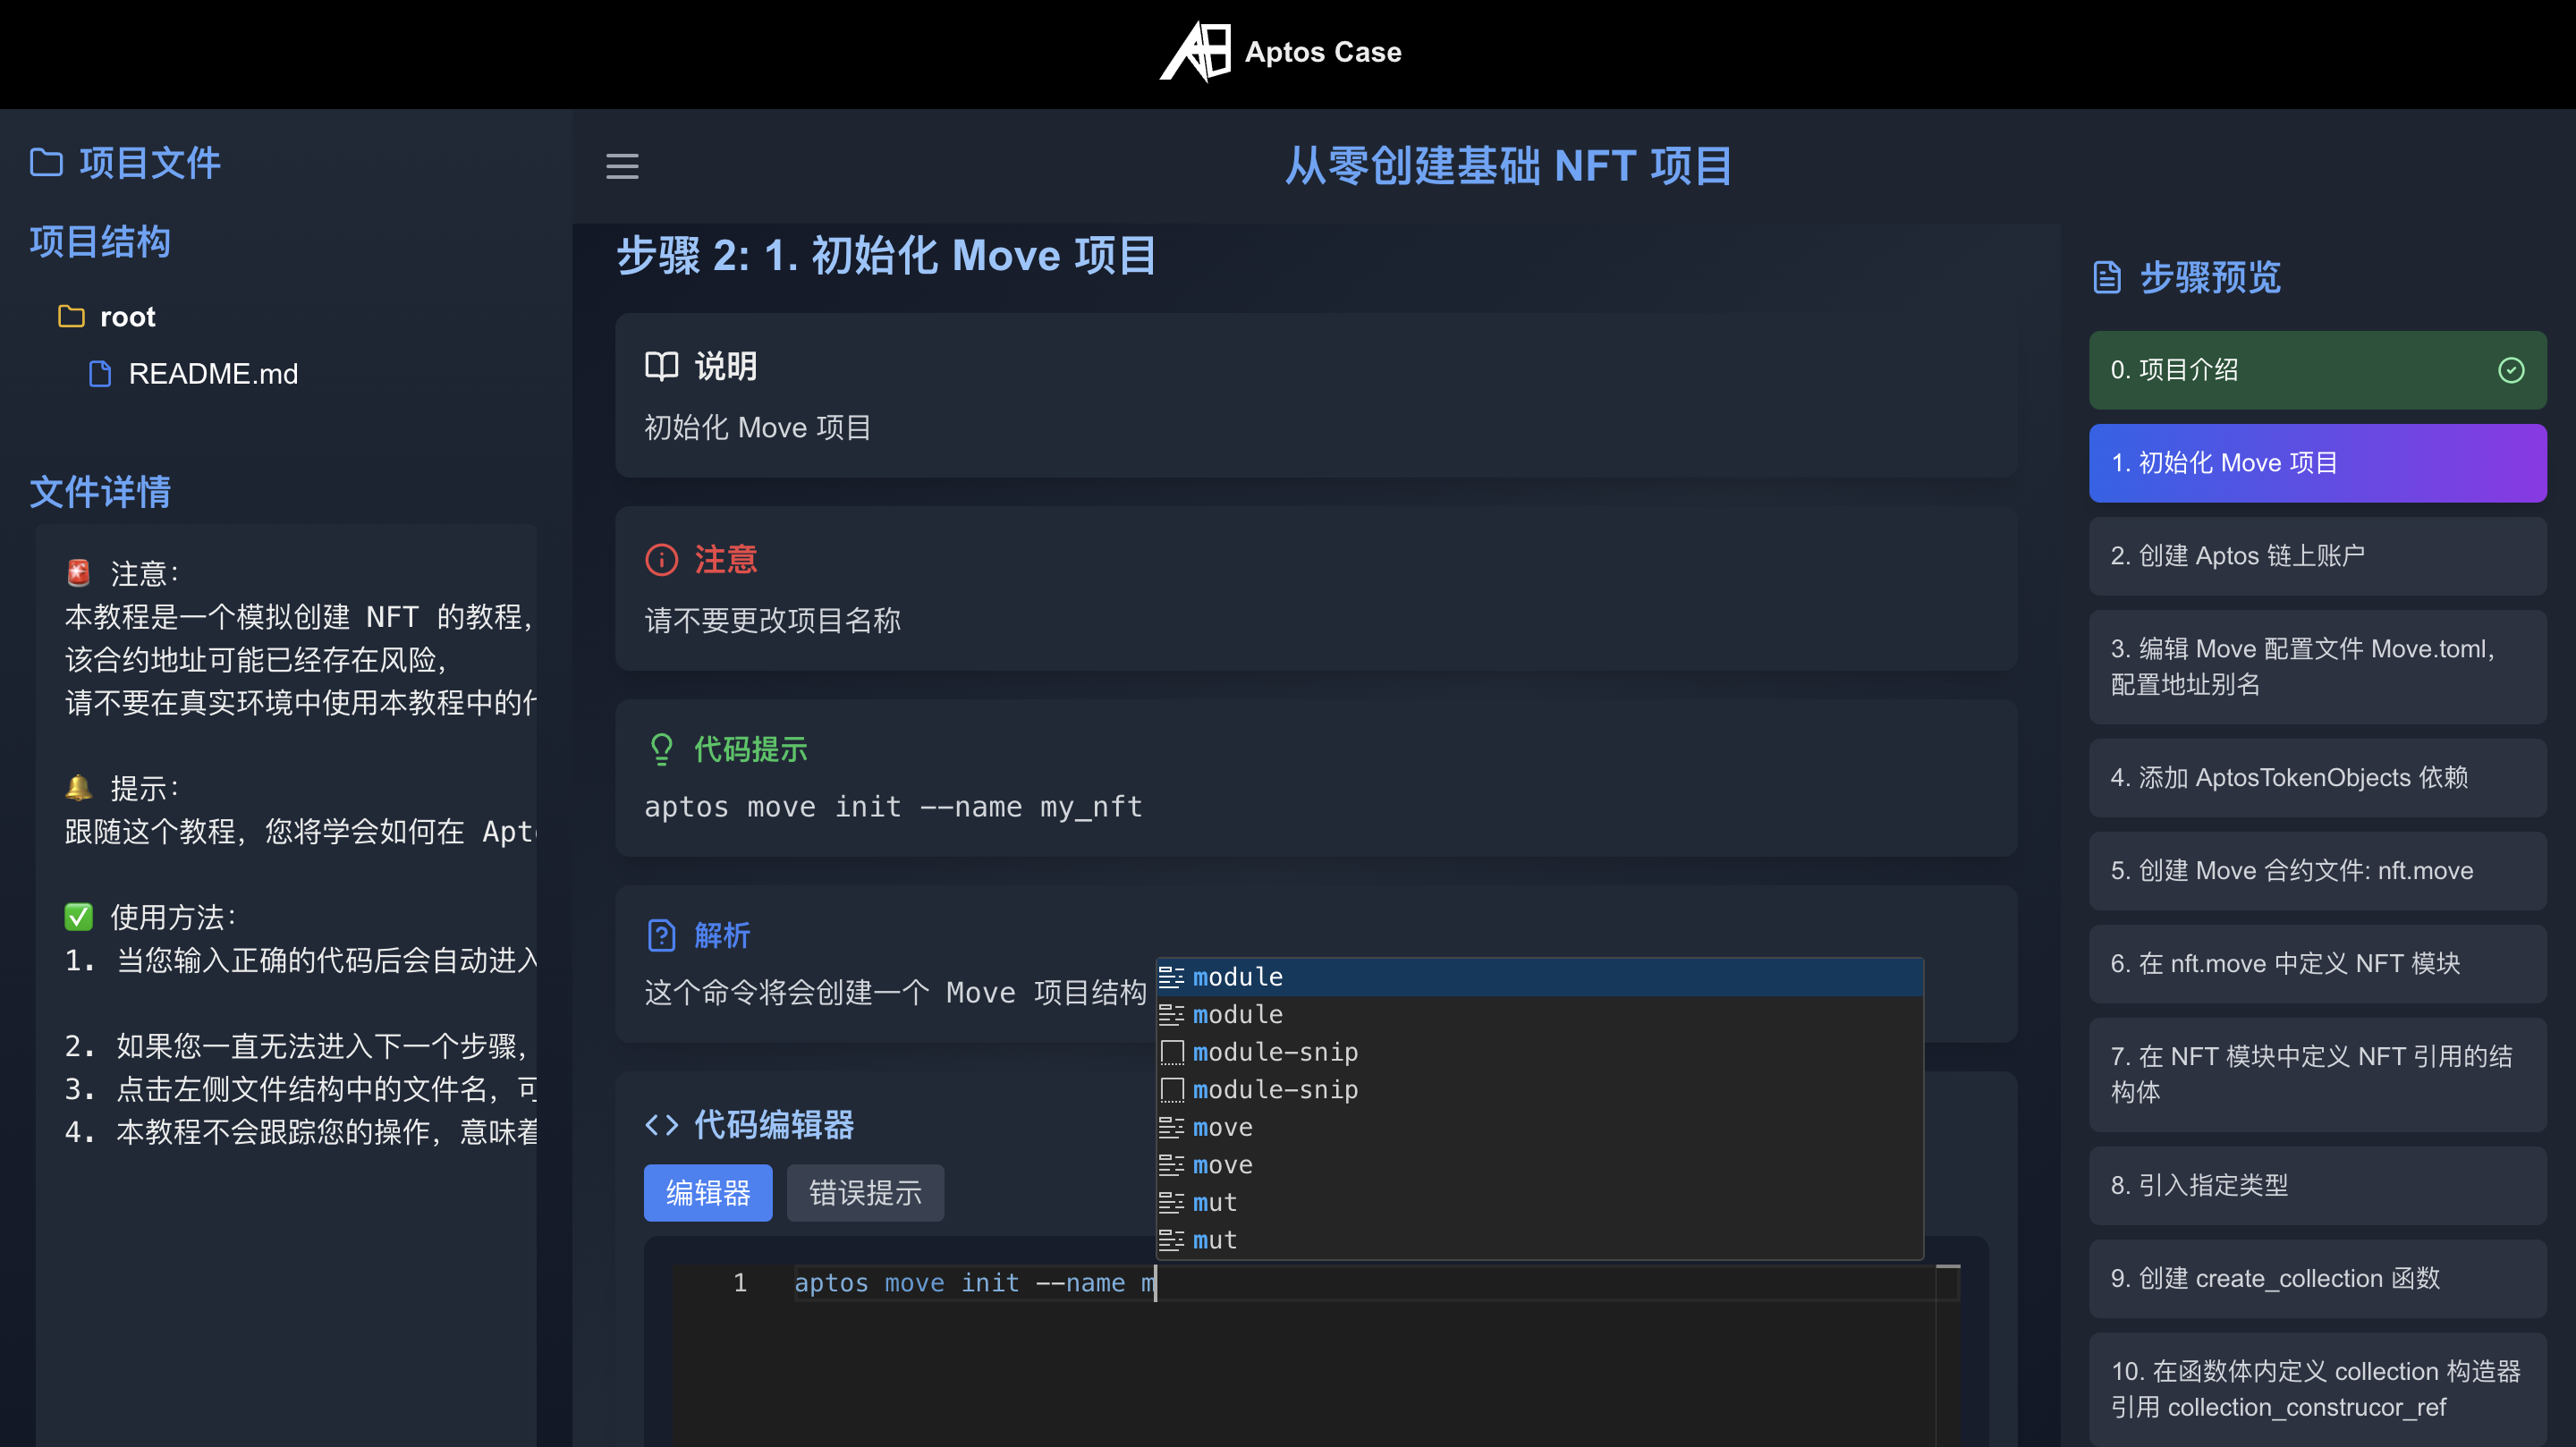 Aptos Case
项目文件
项目结构
root
README.md
文件详情
🚨 注意：
本教程是一个模拟创建 NFT 的教程，
该合约地址可能已经存在风险，
请不要在真实环境中使用本教程中的
🔔 提示：
跟随这个教程，您将学会如何在 Apt
✅ 使用方法：
1. 当您输入正确的代码后会自动进入
2. 如果您一直无法进入下一个步骤，
3. 点击左侧文件结构中的文件名，可
4. 本教程不会跟踪您的操作，意味着
从零创建基础 NFT 项目
步骤 2: 1. 初始化 Move 项目
说明
初始化 Move 项目
注意
请不要更改项目名称
代码提示
aptos move init --name my_nft
解析
这个命令将会创建一个 Move 项目结构
module
module
module-snip
module-snip
move
move
mut
mut
代码编辑器
编辑器
错误提示
1 aptos move init --name m
步骤预览
0. 项目介绍
1. 初始化 Move 项目
2. 创建 Aptos 链上账户
3. 编辑 Move 配置文件 Move.toml，
配置地址别名
4. 添加 AptosTokenObjects 依赖
5. 创建 Move 合约文件: nft.move
6. 在 nft.move 中定义 NFT 模块
7. 在 NFT 模块中定义 NFT 引用的结
构体
8. 引入指定类型
9. 创建 create_collection 函数
10. 在函数体内定义 collection 构造器
引用 collection_construcor_ref